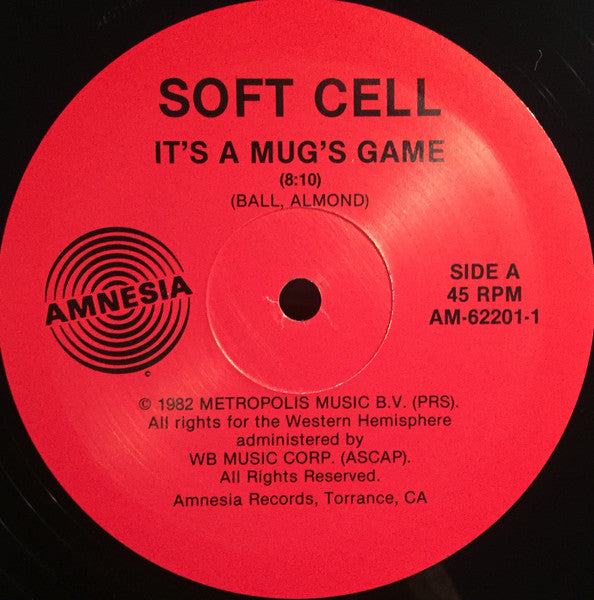 SOFT CELL
IT'S A MUG'S GAME
(8:10)
(BALL, ALMOND)
AMNESIA
©
SIDE A
45 RPM
AM-62201-1
© 1982 METROPOLIS MUSIC B.V. (PRS).
All rights for the Western Hemisphere
administered by
WB MUSIC CORP. (ASCAP).
All Rights Reserved.
Amnesia Records, Torrance, CA